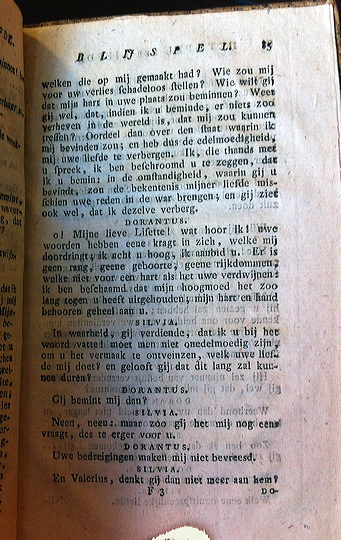 BLIJSPEL. 85
welken die op mij gemaakt had? Wie zou mij
voor uw verlies schadeloos stellen? Wie wilt gij
dat mijn hart in uwe plaats zou beminnen? Weet
gij wel, dat, indien ik u beminde, er niets zoo
verheven in de wereld is, dat mij zou kunnen
treffen? Oordeel dan over den staat waarin ik
mij bevinden zou; en heb dus de edelmoedigheid,
mij uwe liefde te verbergen. Ik, die thands met
u spreek, ik ben beschroomd u te zeggen, dat
ik u bemin; in de omstandigheid, waarin gij u
bevindt, zou de bekentenis mijner liefde mis-
schien uwe reden in de war brengen; en gij ziet
ook wel, dat ik dezelve verberg.
DORANTUS.
o! Mijne lieve Lisette! wat hoor ik! uwe
woorden hebben eene kragt in zich, welke mij
doordringt; ik acht u hoog, ik aanbid u. Er is
geen rang, geene geboorte, geene rijkdommen,
welke niet voor een hart als het uwe verdwijnen:
ik ben beschaamd dat mijn hoogmoed het zoo
lang tegen u heeft uitgehouden; mijn hart en hand
behooren geheel aan u.
SILVIA.
In waarheid, gij verdiende, dat ik u bij het
woord vatte! moet men niet onedelmoedig zijn,
om u het vermaak te ontveinzen, welk uwe lief-
de mij doet? en gelooft gij dat dit lang zal kun-
nen duren?
DORANTUS.
Gij bemint mij dan?
SILVIA.
Neen, neen: maar zoo gij het mij nog eens
vraagt, des te erger voor u.
DORANTUS.
Uwe bedreigingen maken mij niet bevreesd.
SILVIA.
En Valerius, denkt gij dan niet meer aan hem?
F 3 DO-